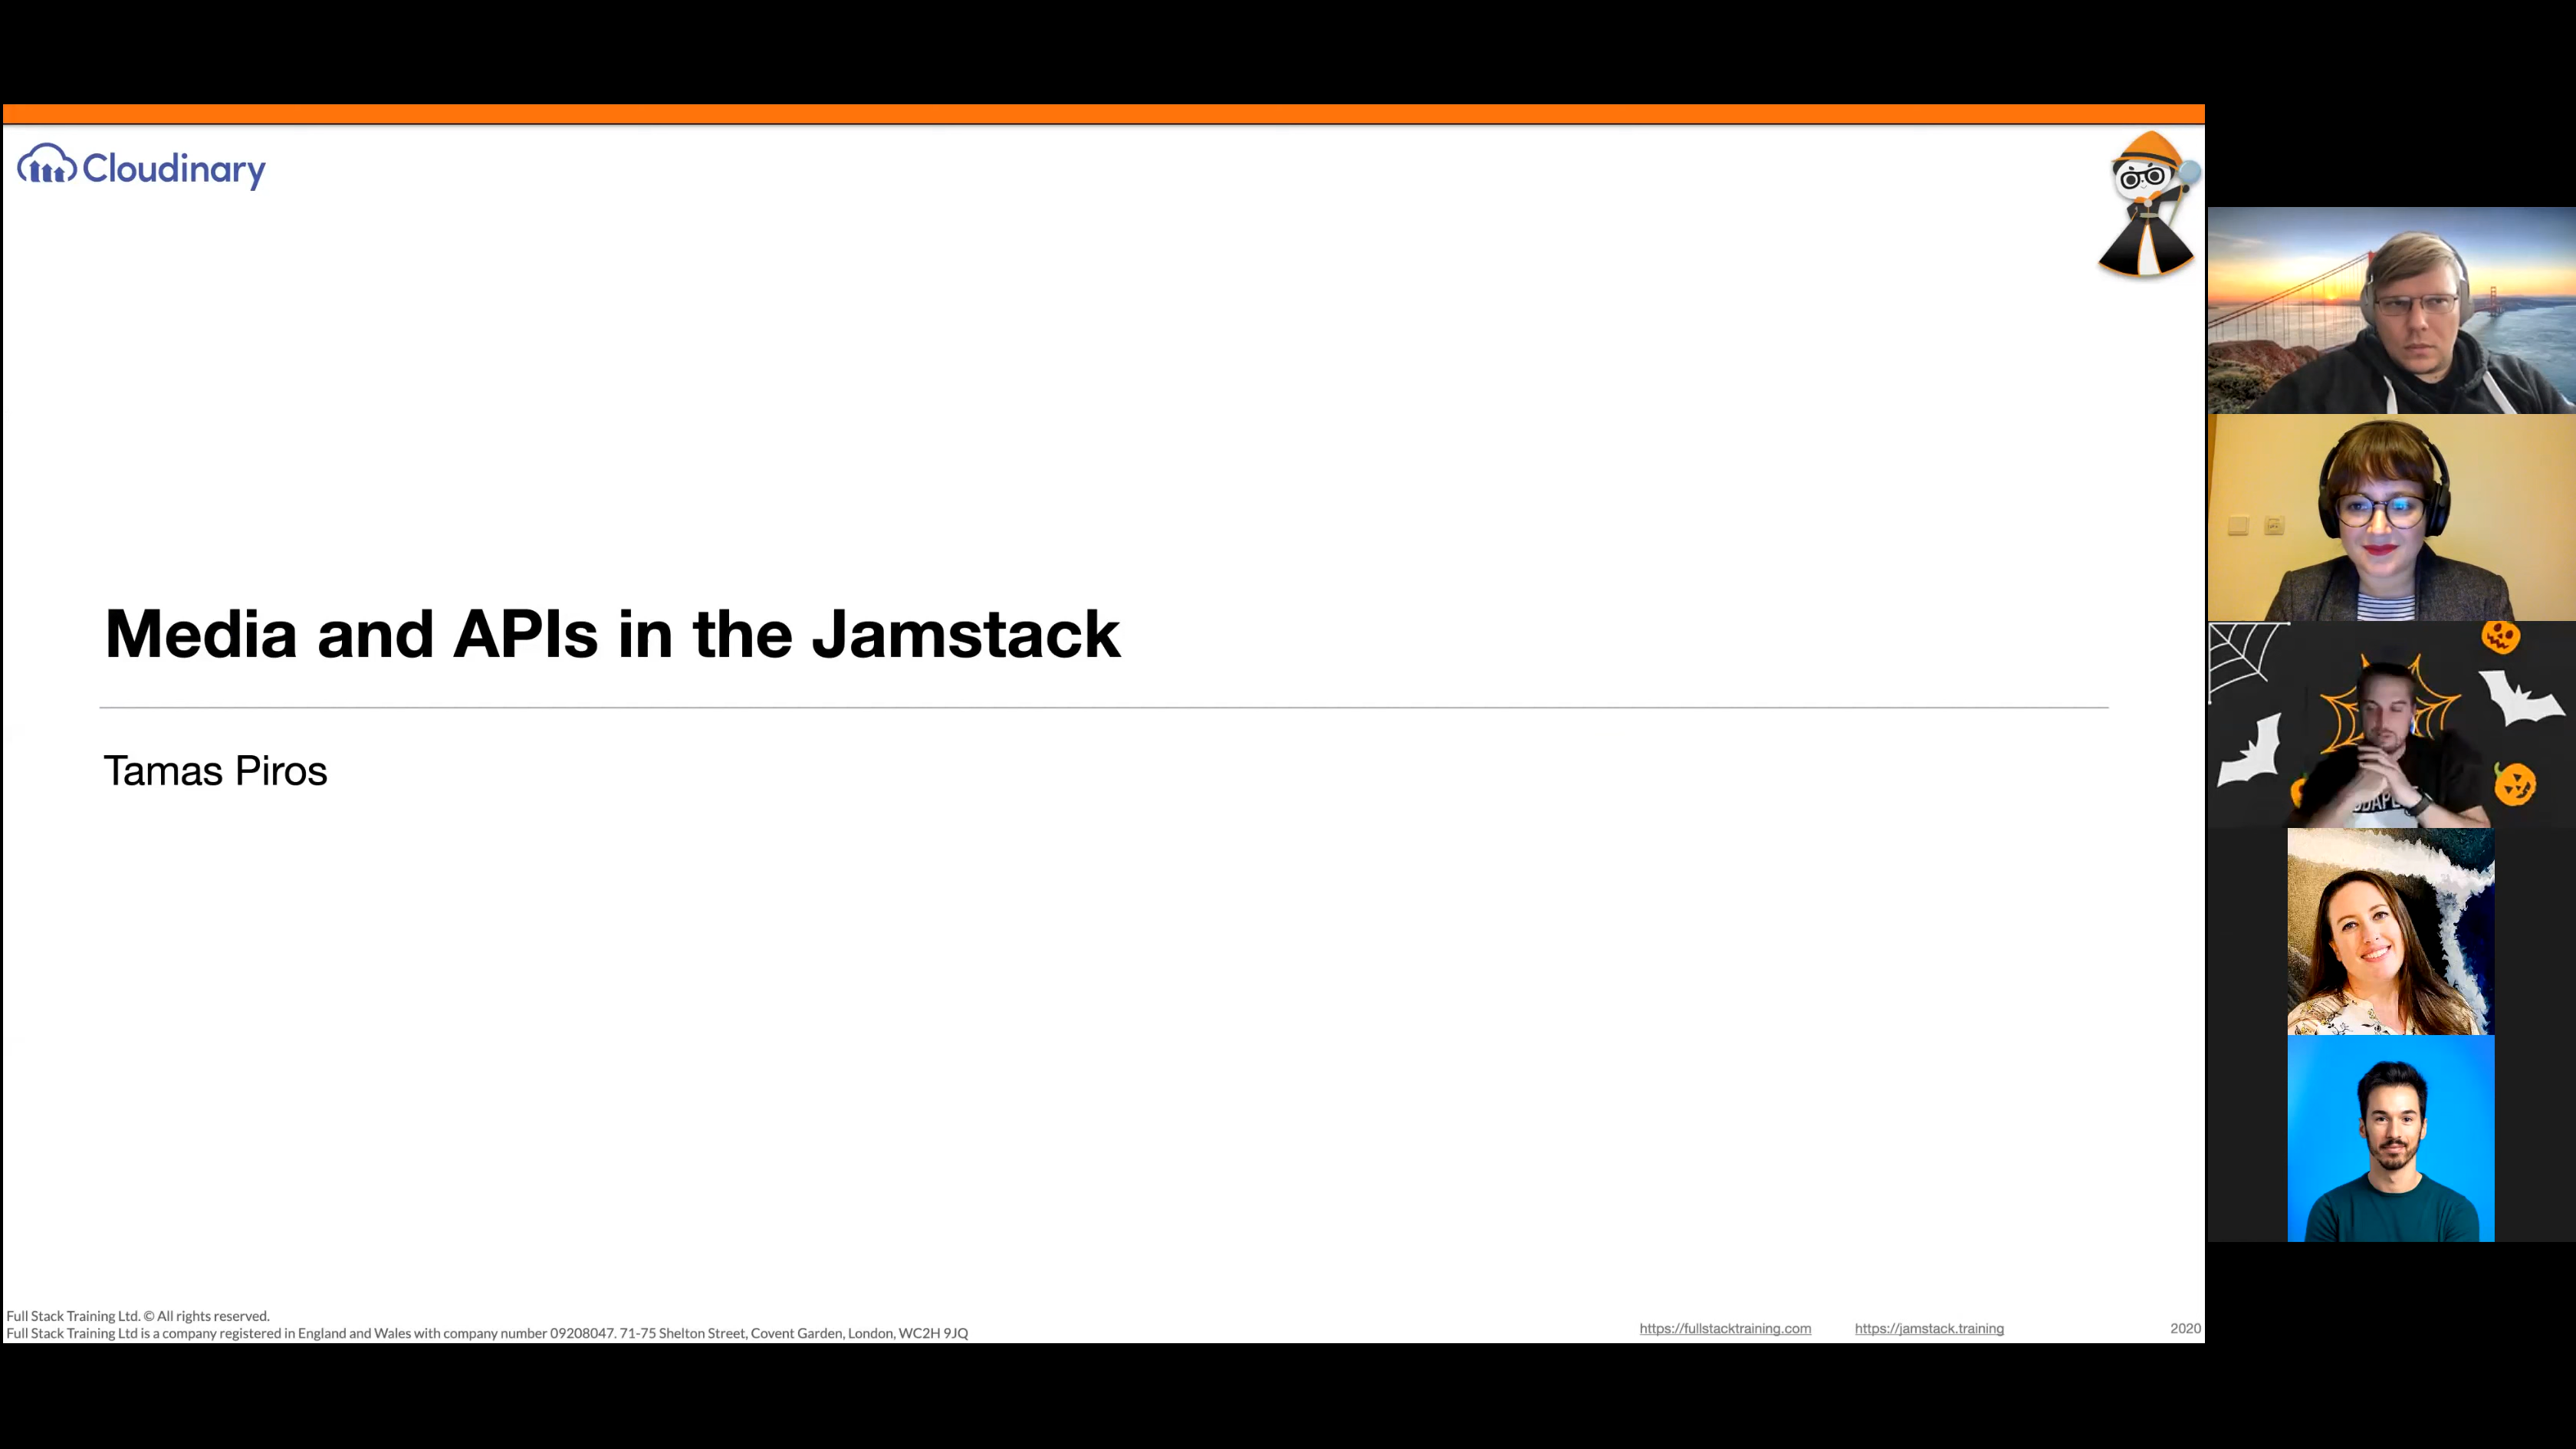 Cloudinary
Media and APIs in the Jamstack
Tamas Piros
Full Stack Training Ltd. © All rights reserved.
Full Stack Training Ltd is a company registered in England and Wales with company number 09208047. 71-75 Shelton Street, Covent Garden, London, WC2H 9JQ
https://fullstacktraining.com
https://jamstack.training
2020